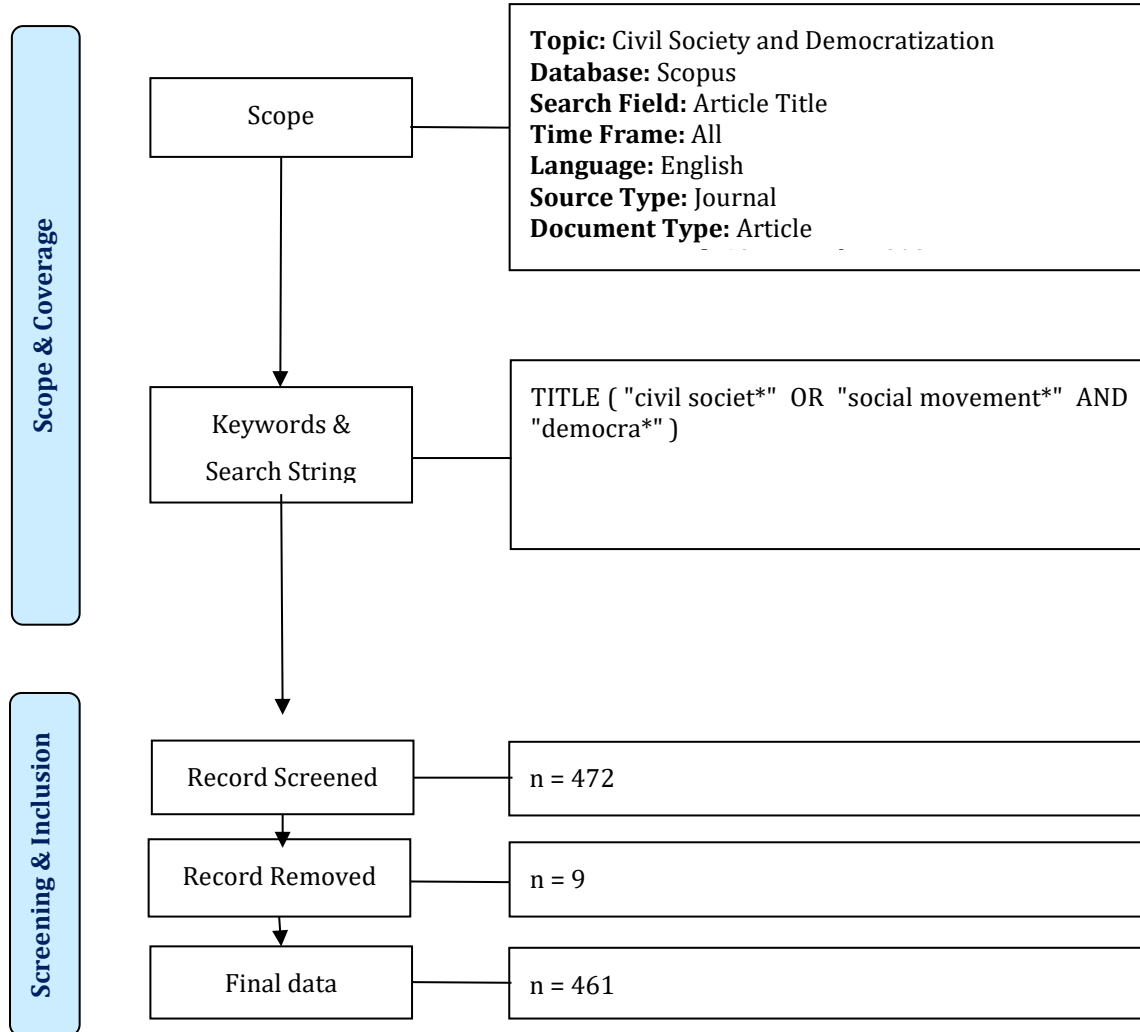 Scope & Coverage
Scope
Topic: Civil Society and Democratization
Database: Scopus
Search Field: Article Title
Time Frame: All
Language: English
Source Type: Journal
Document Type: Article
Keywords &
Search String
TITLE ( "civil societ*" OR "social movement*" AND
"democra*" )
Screening & Inclusion
Record Screened
n = 472
Record Removed
n = 9
Final data
n = 461